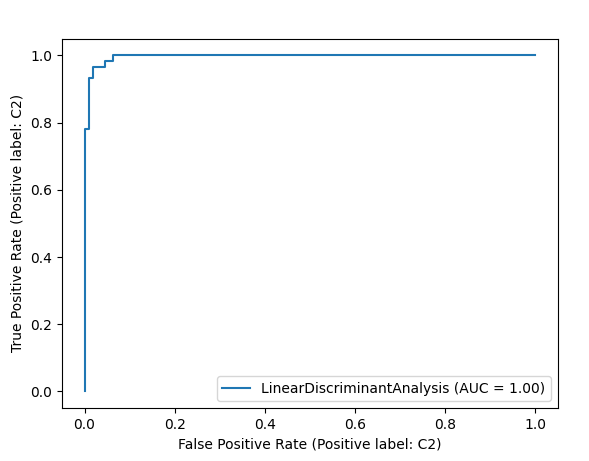 1.0
0.8
0.6
0.4
0.2
0.0
True Positive Rate (Positive label: C2)
LinearDiscriminantAnalysis (AUC = 1.00)
0.0 0.2 0.4 0.6 0.8 1.0
False Positive Rate (Positive label: C2)